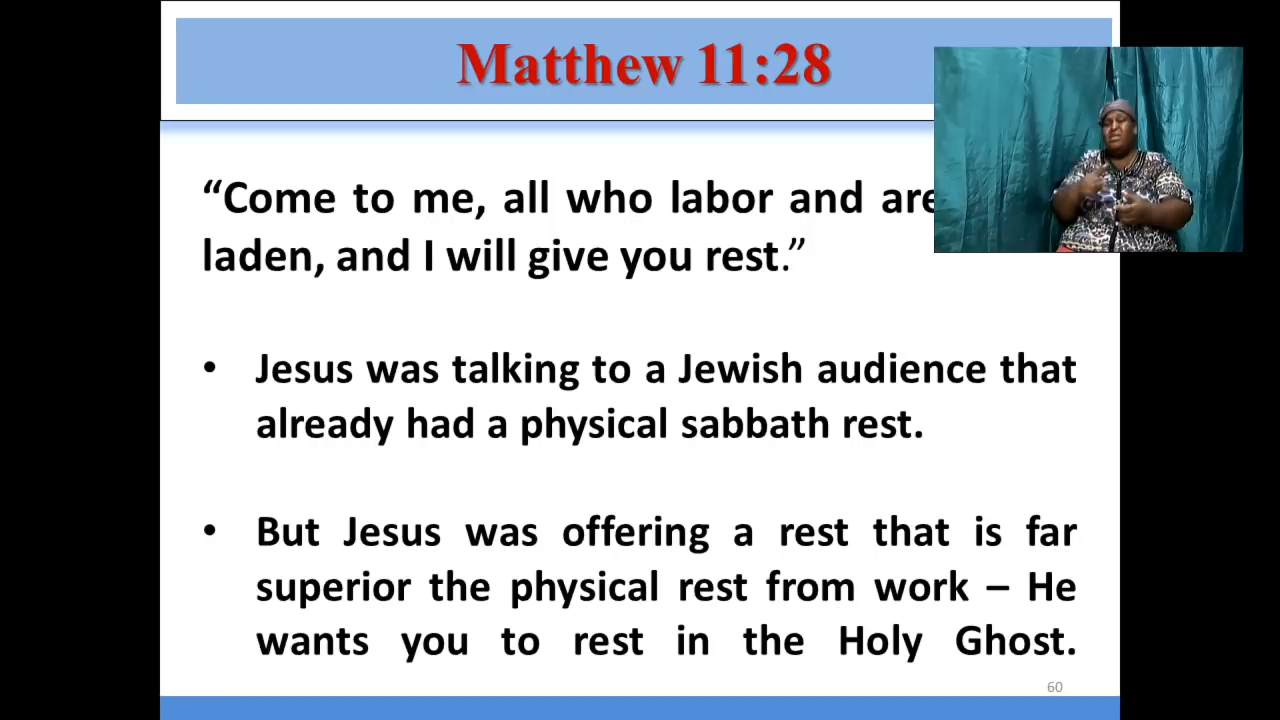 Matthew 11:28
“Come to me, all who labor and are
laden, and I will give you rest.”
• Jesus was talking to a Jewish audience that
already had a physical sabbath rest.
• But Jesus was offering a rest that is far
superior the physical rest from work – He
wants you to rest in the Holy Ghost.
60